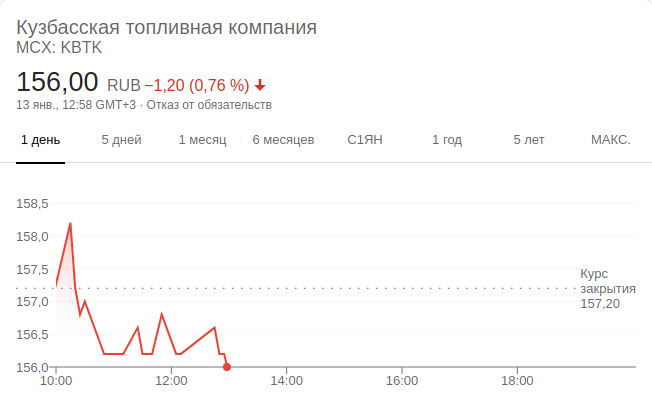 Кузбасская топливная компания
MCX: KBTK
156,00 RUB −1,20 (0,76 %)
13 янв., 12:58 GMT+3 · Отказ от обязательств
1 день 5 дней 1 месяц 6 месяцев С1ЯН 1 год 5 лет МАКС.
158,5
158,0
157,5
157,0
156,5
156,0
Курс
закрытия
157,20
10:00 12:00 14:00 16:00 18:00